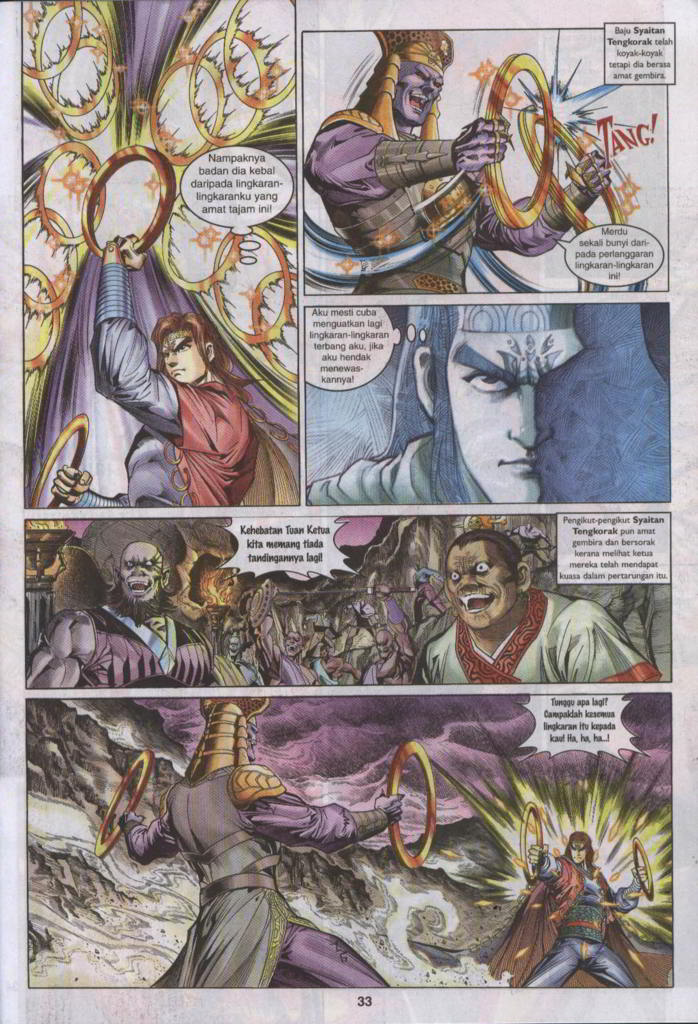 Nampaknya
badan dia kebal
daripada lingkaran-
lingkaranku yang
amat tajam ini!
Baju Syaitan
Tengkorak telah
koyak-koyak
tetapi dia berasa
amat gembira.
TANG!
Merdu
sekali bunyi dari-
pada perlanggaran
lingkaran-lingkaran
ini!
Aku mesti cuba
menguatkan lagi
lingkaran-lingkaran
terbang aku, jika
aku hendak
menewas-
kannya!
Kehebatan Tuan Ketua
kita memang tiada
tandingannya lagi!
Pengikut-pengikut Syaitan
Tengkorak pun amat
gembira dan bersorak
kerana melihat ketua
mereka telah mendapat
kuasa dalam pertarungan itu.
Tunggu apa lagi?
Campaklah kesemua
lingkaran itu kepada
kau! Ha, ha, ha..!
33